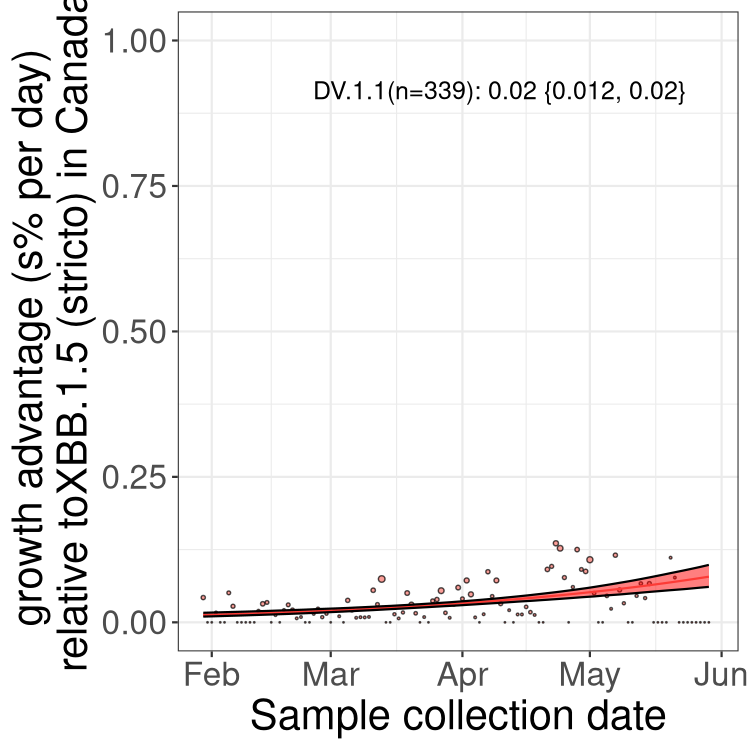 growth advantage (s% per day)
relative toXBB.1.5 (stricto) in Canada
1.00
0.75
0.50
0.25
0.00
DV.1.1(n=339): 0.02 {0.012, 0.02}
Feb Mar Apr May Jun
Sample collection date